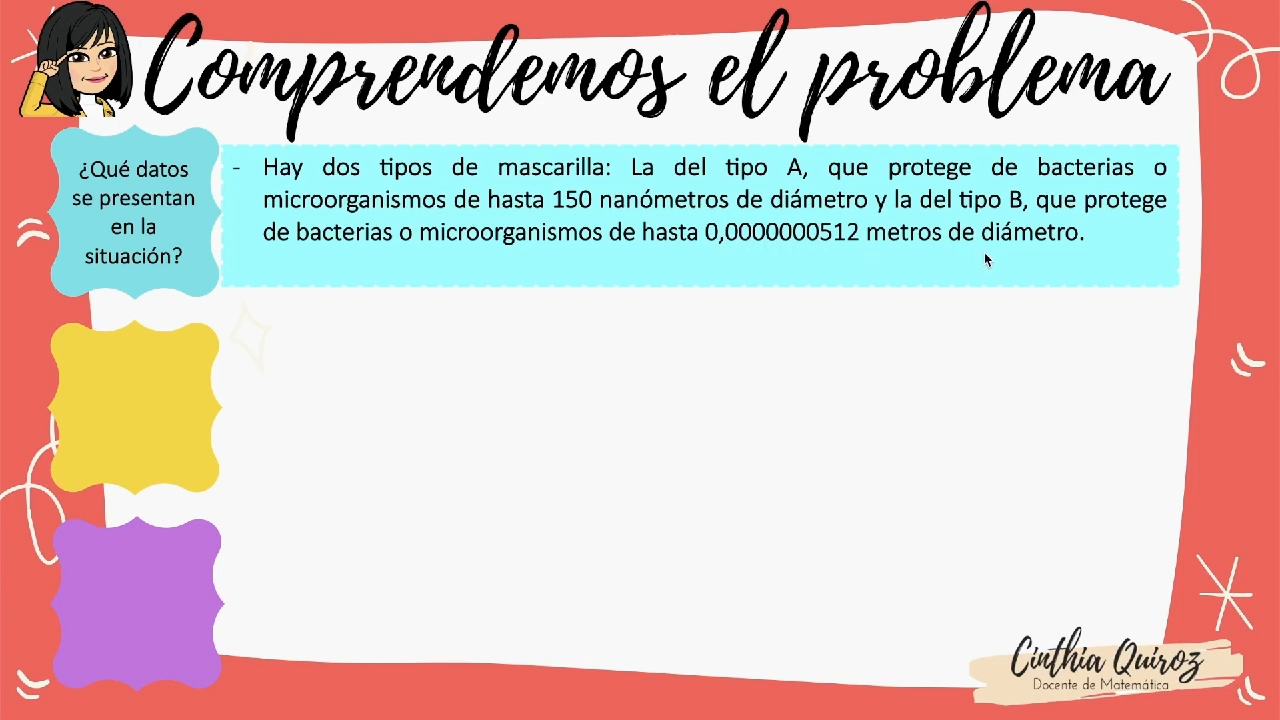 Comprendemos el problema
¿Qué datos
se presentan
en la
situación?
- Hay dos tipos de mascarilla: La del tipo A, que protege de bacterias o
microorganismos de hasta 150 nanómetros de diámetro y la del tipo B, que protege
de bacterias o microorganismos de hasta 0,0000000512 metros de diámetro.
Cinthia Quiroz
Docente de Matemática